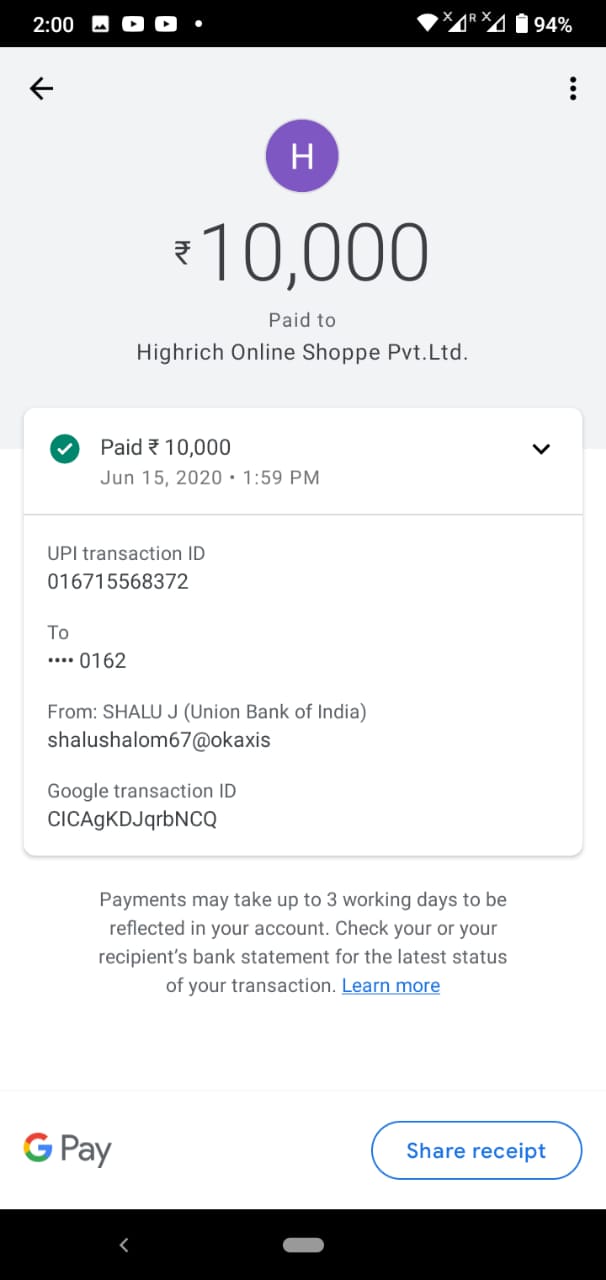 2:00
R
94%
H
₹10,000
Paid to
Highrich Online Shoppe Pvt.Ltd.
Paid ₹ 10,000
Jun 15, 2020 • 1:59 PM
UPI transaction ID
016715568372
To
•••• 0162
From: SHALU J (Union Bank of India)
shalushalom67@okaxis
Google transaction ID
CICAgKDJqrbNCQ
Payments may take up to 3 working days to be
reflected in your account. Check your or your
recipient's bank statement for the latest status
of your transaction. Learn more
G Pay
Share receipt